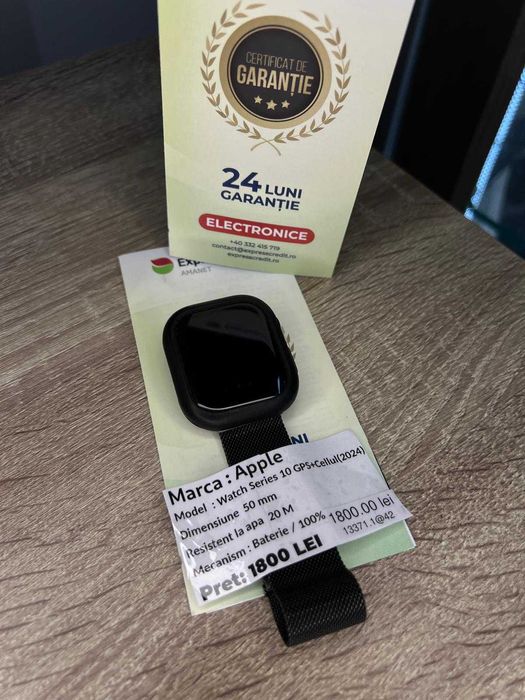 CERTIFICAT DE
GARANȚIE
24 LUNI
GARANȚIE
ELECTRONICE
+40 332 415 719
contact@expresscredit.ro
expresscredit.ro
AMANET
Marca : Apple
Model : Watch Series 10 GPS+Cellul(2024)
Dimensiune 50 mm
Resistent la apa 20 M
Mecanism : Baterie / 100%
1800.00 lei
13371.1@42
Pret: 1800 LEI